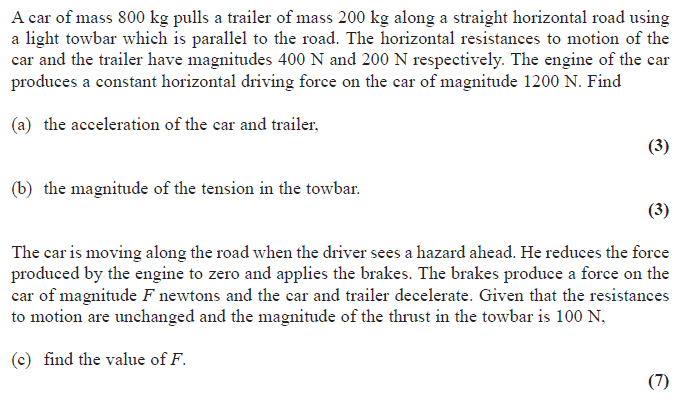 A car of mass 800 kg pulls a trailer of mass 200 kg along a straight horizontal road using
a light towbar which is parallel to the road. The horizontal resistances to motion of the
car and the trailer have magnitudes 400 N and 200 N respectively. The engine of the car
produces a constant horizontal driving force on the car of magnitude 1200 N. Find
(a) the acceleration of the car and trailer,
(3)
(b) the magnitude of the tension in the towbar.
(3)
The car is moving along the road when the driver sees a hazard ahead. He reduces the force
produced by the engine to zero and applies the brakes. The brakes produce a force on the
car of magnitude F newtons and the car and trailer decelerate. Given that the resistances
to motion are unchanged and the magnitude of the thrust in the towbar is 100 N,
(c) find the value of F.
(7)